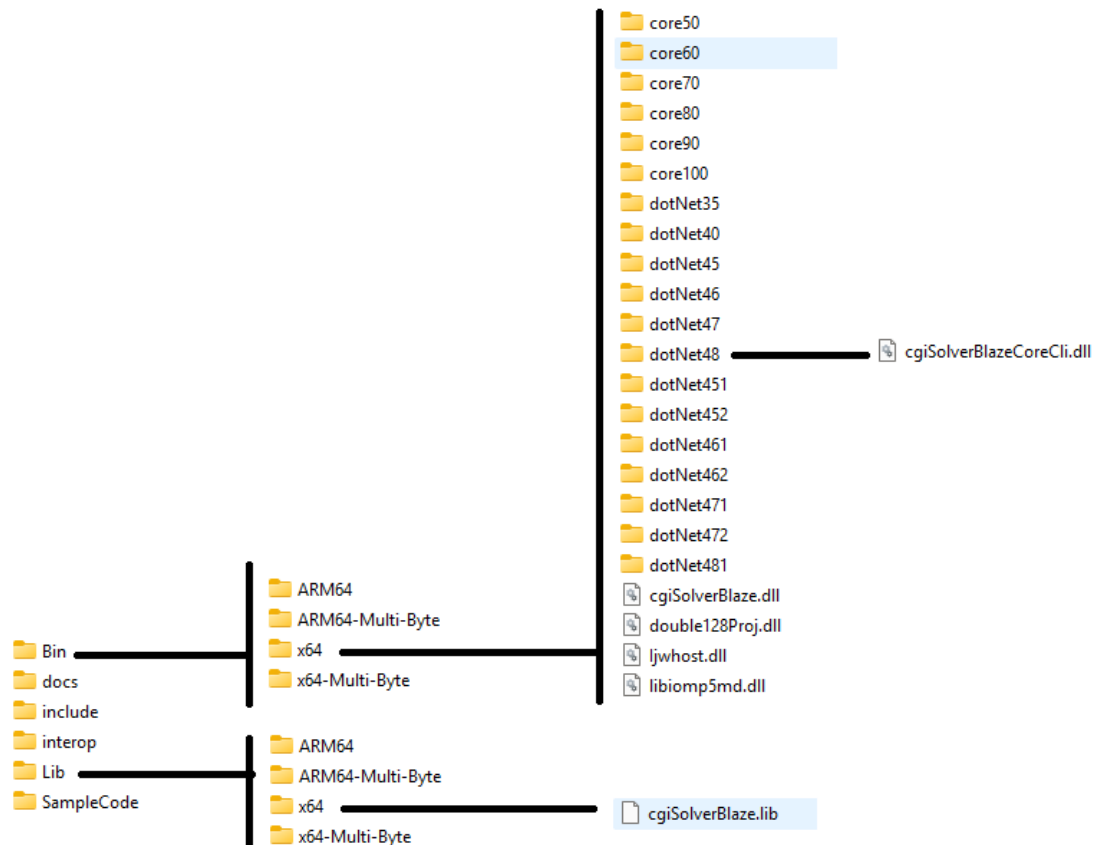 core50
core60
core70
core80
core90
core100
dotNet35
dotNet40
dotNet45
dotNet46
dotNet47
dotNet48
cgiSolverBlazeCoreCli.dll
dotNet451
dotNet452
dotNet461
dotNet462
dotNet471
dotNet472
dotNet481
cgiSolverBlaze.dll
double128Proj.dll
ljwhost.dll
libiomp5md.dll
ARM64
ARM64-Multi-Byte
x64
x64-Multi-Byte
Bin
docs
include
interop
Lib
SampleCode
ARM64
ARM64-Multi-Byte
x64
x64-Multi-Byte
cgiSolverBlaze.lib